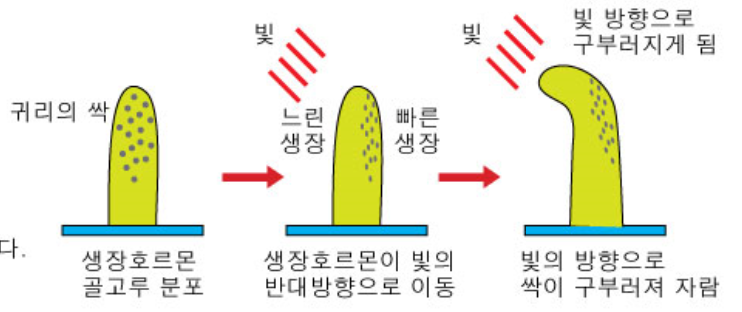 귀리의 싹
빛
느린
생장
빠른
생장
빛
빛 방향으로
구부러지게 됨
다.
생장호르몬
골고루 분포
생장호르몬이 빛의
반대방향으로 이동
빛의 방향으로
싹이 구부러져 자람